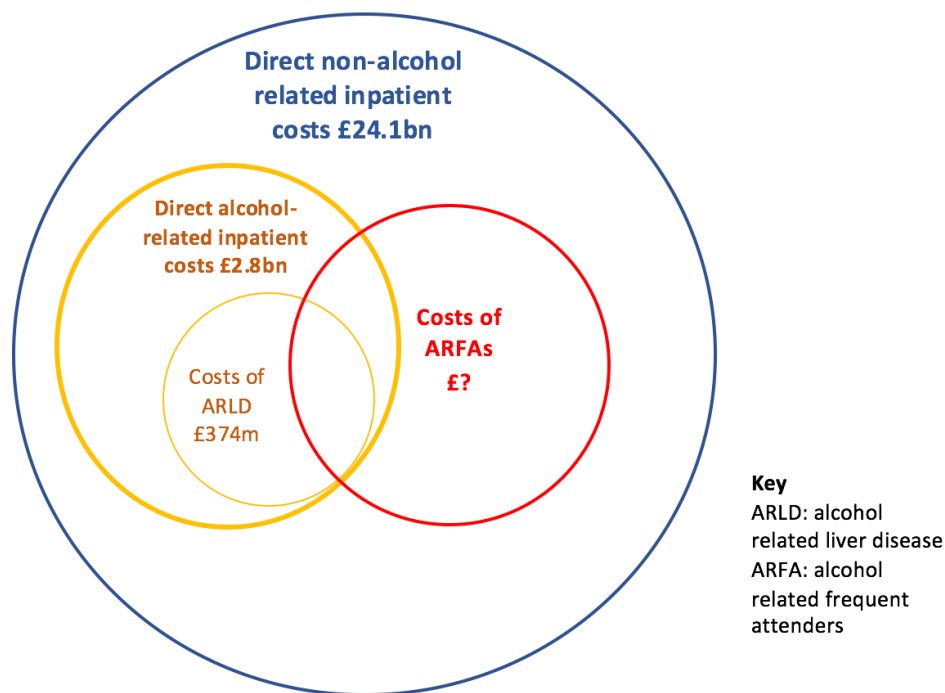 Direct non-alcohol
related inpatient
costs £24.1bn
Direct alcohol-
related inpatient
costs £2.8bn
Costs of
ARFAs
£?
Costs of
ARLD
£374m
Key
ARLD: alcohol
related liver disease
ARFA: alcohol
related frequent
attenders